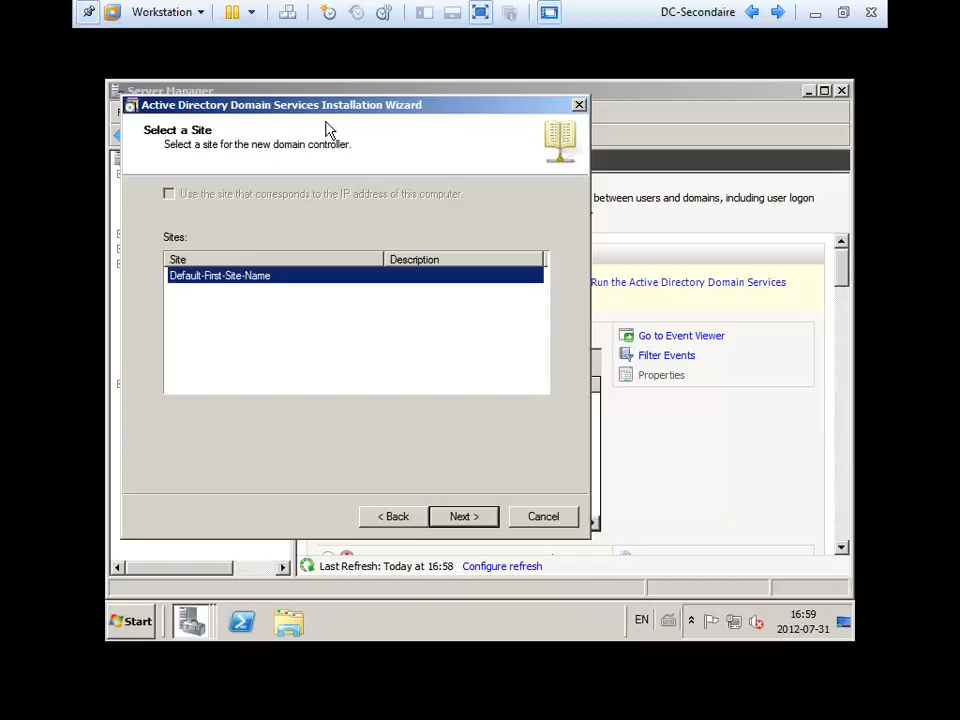 Workstation
DC-Secondaire
Server Manager
Active Directory Domain Services Installation Wizard
Select a Site
Select a site for the new domain controller.
Use the site that corresponds to the IP address of this computer.
between users and domains, including user logon
Sites:
Site
Description
Default-First-Site-Name
Run the Active Directory Domain Services
Go to Event Viewer
Filter Events
Properties
< Back
Next >
Cancel
Last Refresh: Today at 16:58
Configure refresh
Start
EN
16:59
2012-07-31